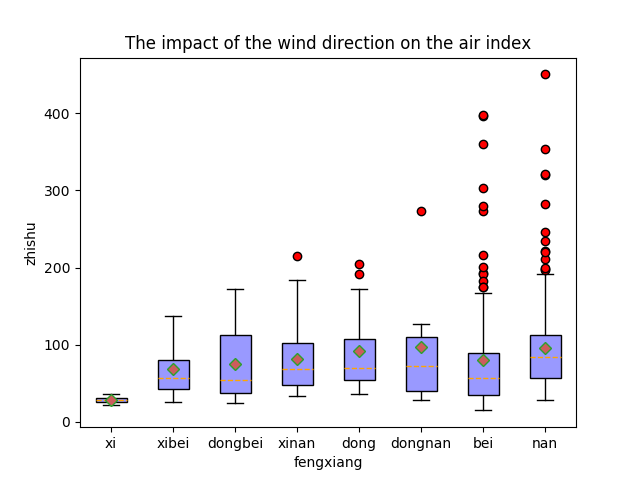 The impact of the wind direction on the air index
400
300
200
100
0
zhishu
xi xibei dongbei xinan dong dongnan bei nan
fengxiang